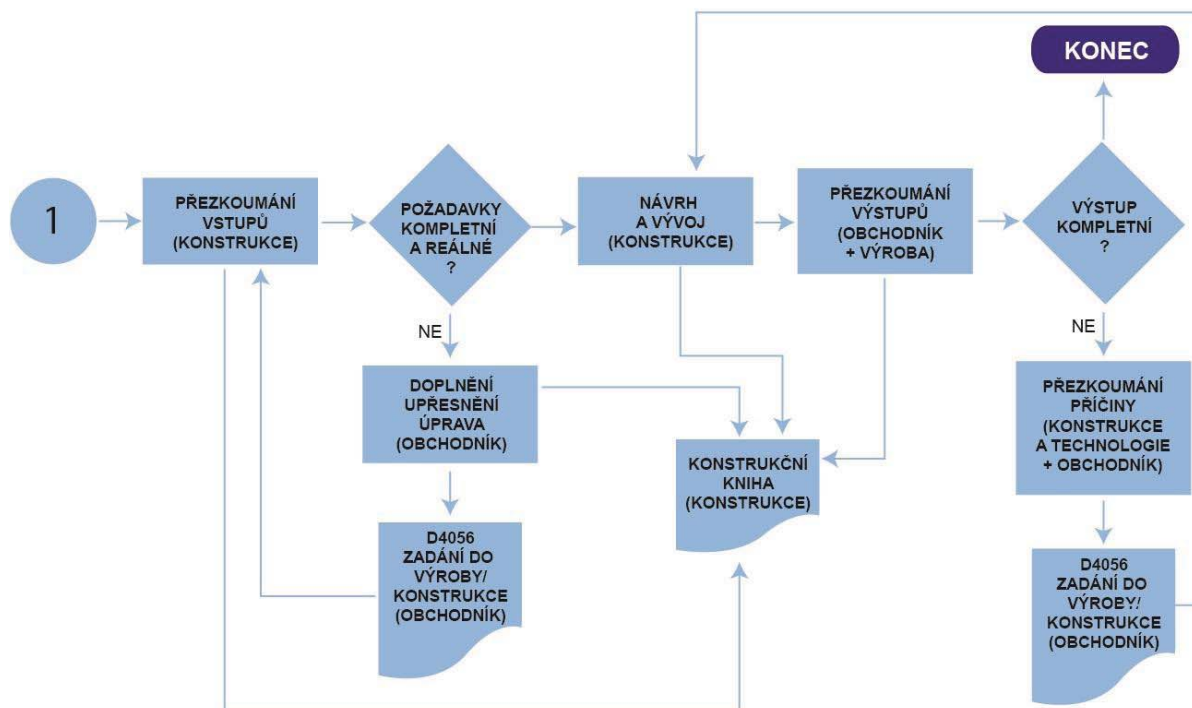 KONEC
1
PŘEZKOUMÁNÍ
VSTUPŮ
(KONSTRUKCE)
POŽADAVKY
KOMPLETNÍ
A REÁLNÉ
?
NÁVRH
A VÝVOJ
(KONSTRUKCE)
PŘEZKOUMÁNÍ
VÝSTUPŮ
(OBCHODNÍK
+ VÝROBA)
VÝSTUP
KOMPLETNÍ
?
NE
DOPLNĚNÍ
UPŘESNĚNÍ
ÚPRAVA
(OBCHODNÍK)
D4056
ZADÁNÍ DO
VÝROBY/
KONSTRUKCE
(OBCHODNÍK)
KONSTRUKČNÍ
KNIHA
(KONSTRUKCE)
NE
PŘEZKOUMÁNÍ
PŘÍČINY
(KONSTRUKCE
A TECHNOLOGIE
+ OBCHODNÍK)
D4056
ZADÁNÍ DO
VÝROBY/
KONSTRUKCE
(OBCHODNÍK)